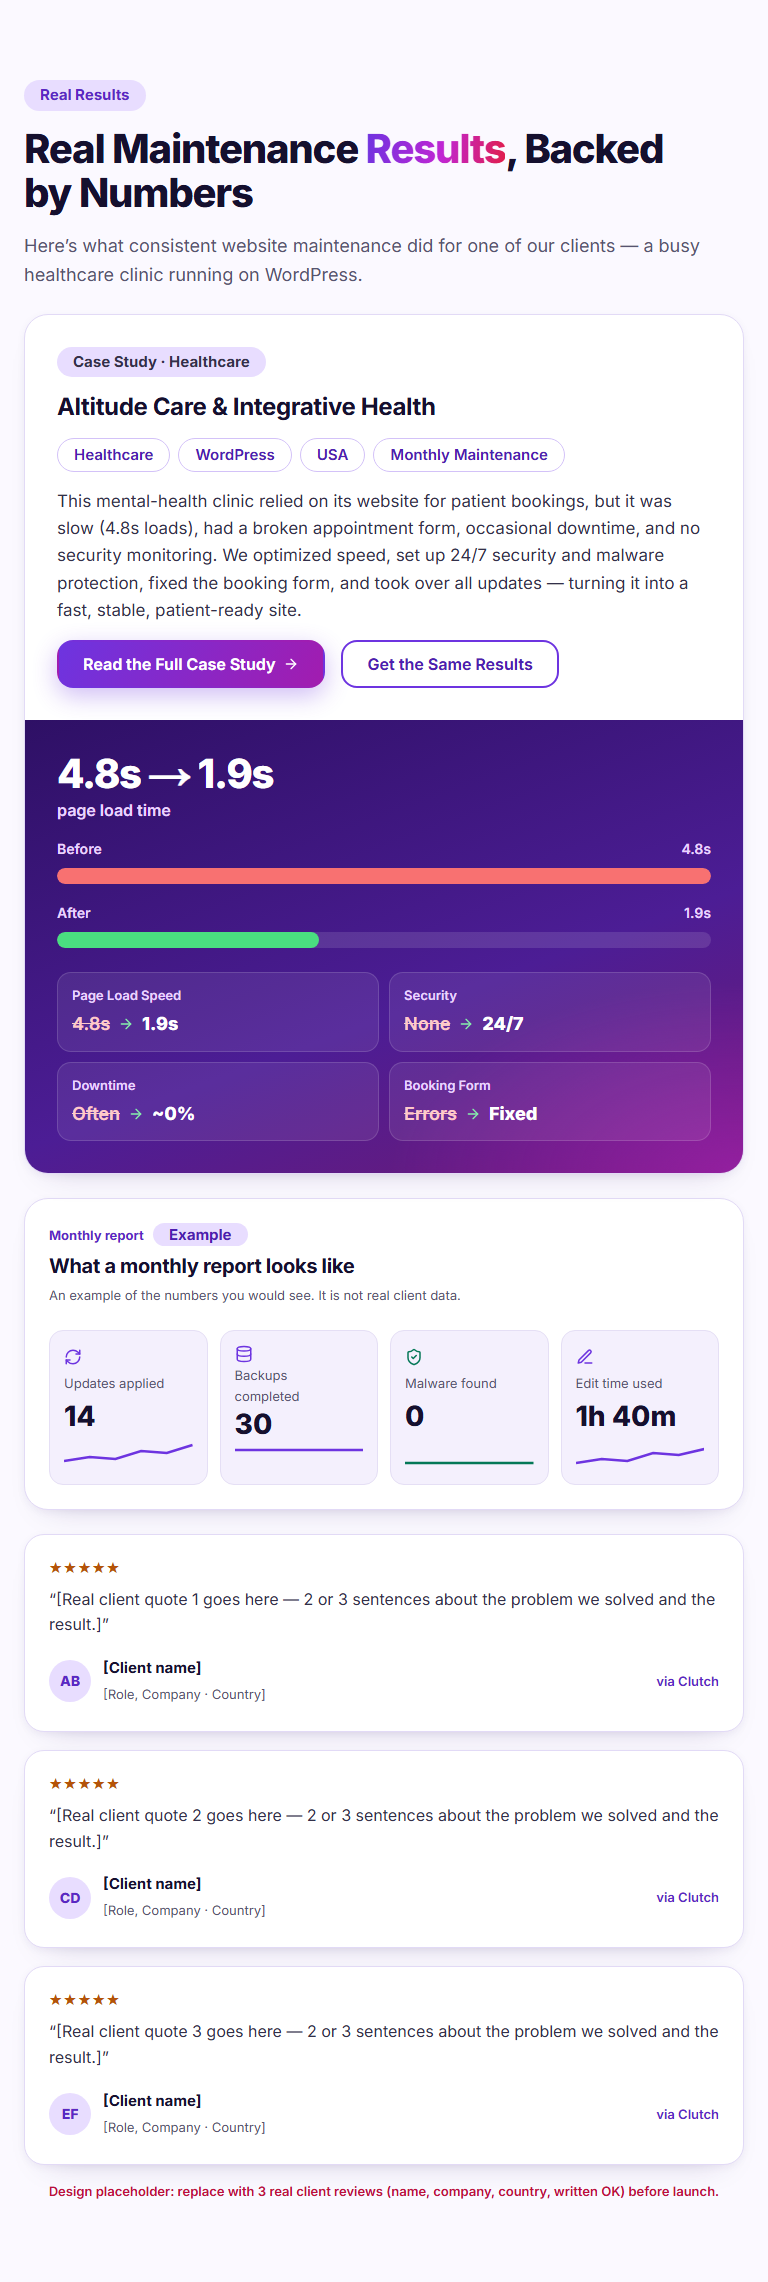 Real Results
Real Maintenance Results, Backed
by Numbers
Here’s what consistent website maintenance did for one of our clients — a busy
healthcare clinic running on WordPress.
Case Study · Healthcare
Altitude Care & Integrative Health
Healthcare WordPress USA Monthly Maintenance
This mental-health clinic relied on its website for patient bookings, but it was
slow (4.8s loads), had a broken appointment form, occasional downtime, and no
security monitoring. We optimized speed, set up 24/7 security and malware
protection, fixed the booking form, and took over all updates — turning it into a
fast, stable, patient-ready site.
Read the Full Case Study → Get the Same Results
4.8s → 1.9s
page load time
Before 4.8s
After 1.9s
Page Load Speed Security
4.8s → 1.9s None → 24/7
Downtime Booking Form
Often → ~0% Errors → Fixed
Monthly report Example
What a monthly report looks like
An example of the numbers you would see. It is not real client data.
Updates applied
14
Backups
completed
30
Malware found
0
Edit time used
1h 40m
★★★★★
“[Real client quote 1 goes here — 2 or 3 sentences about the problem we solved and the
result.]”
AB [Client name]
[Role, Company · Country]
via Clutch
★★★★★
“[Real client quote 2 goes here — 2 or 3 sentences about the problem we solved and the
result.]”
CD [Client name]
[Role, Company · Country]
via Clutch
★★★★★
“[Real client quote 3 goes here — 2 or 3 sentences about the problem we solved and the
result.]”
EF [Client name]
[Role, Company · Country]
via Clutch
Design placeholder: replace with 3 real client reviews (name, company, country, written OK) before launch.